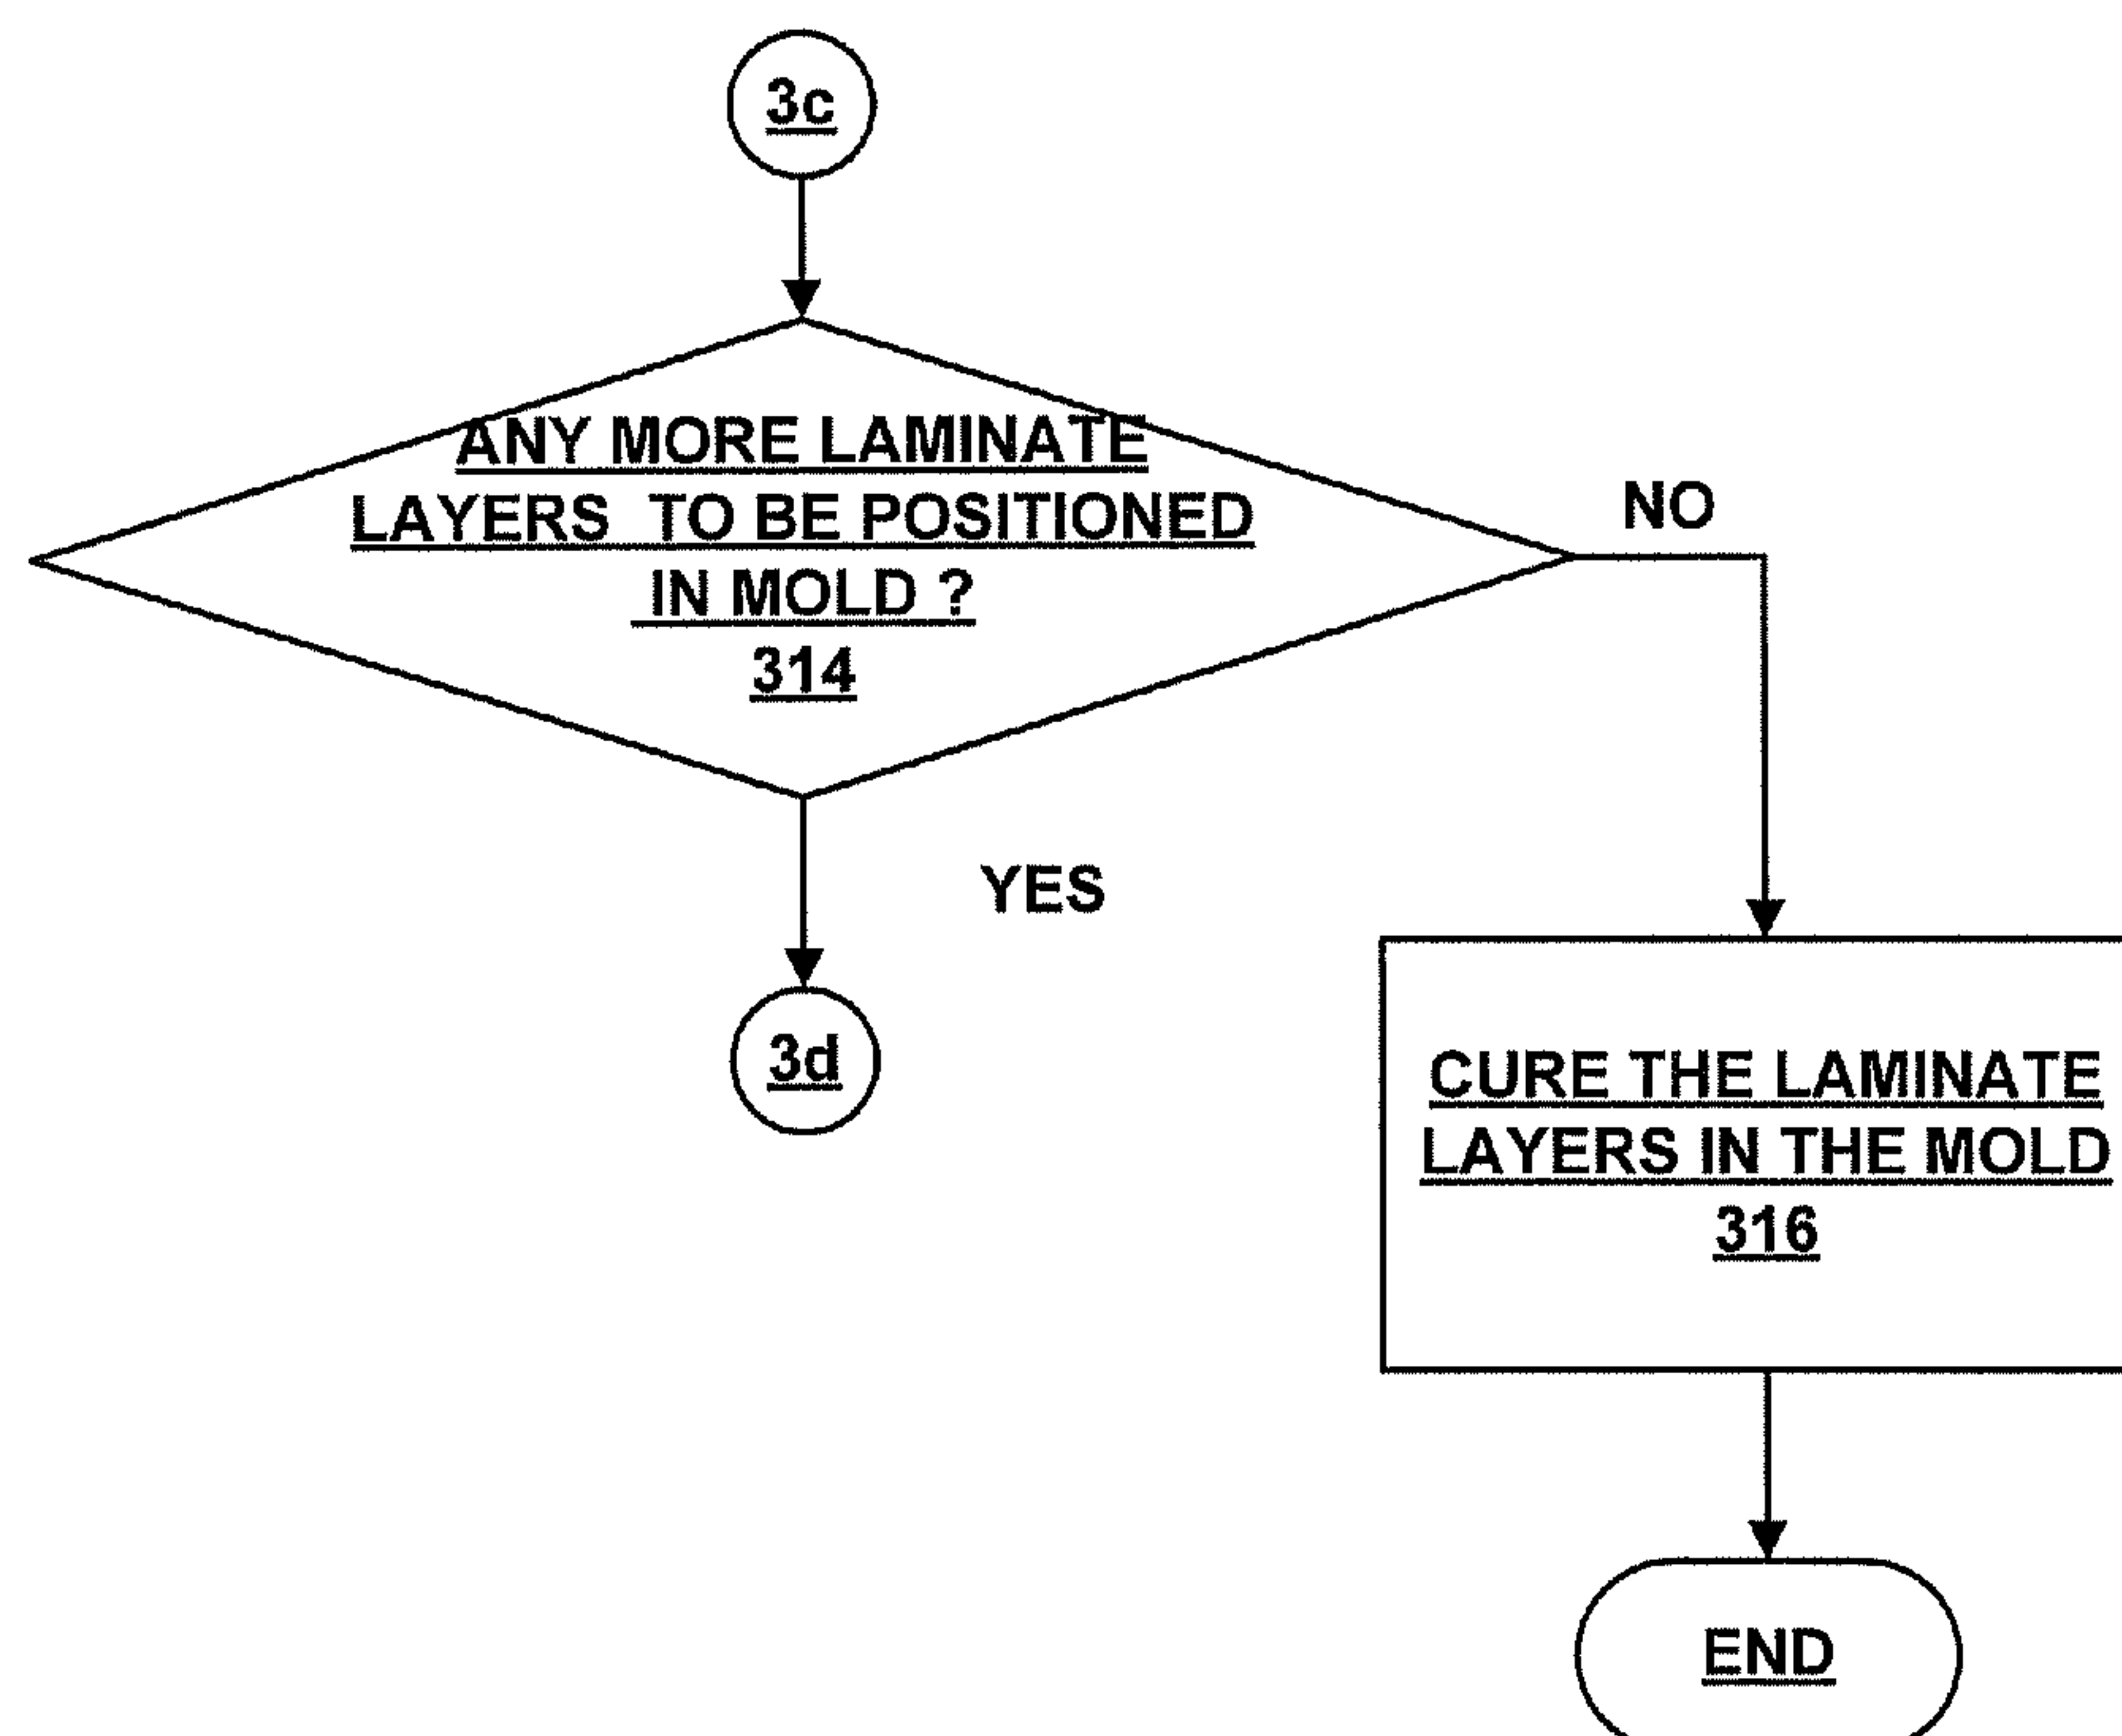 3c
ANY MORE LAMINATE
LAYERS TO BE POSITIONED
IN MOLD ?
314
NO
YES
3d
CURE THE LAMINATE
LAYERS IN THE MOLD
316
END